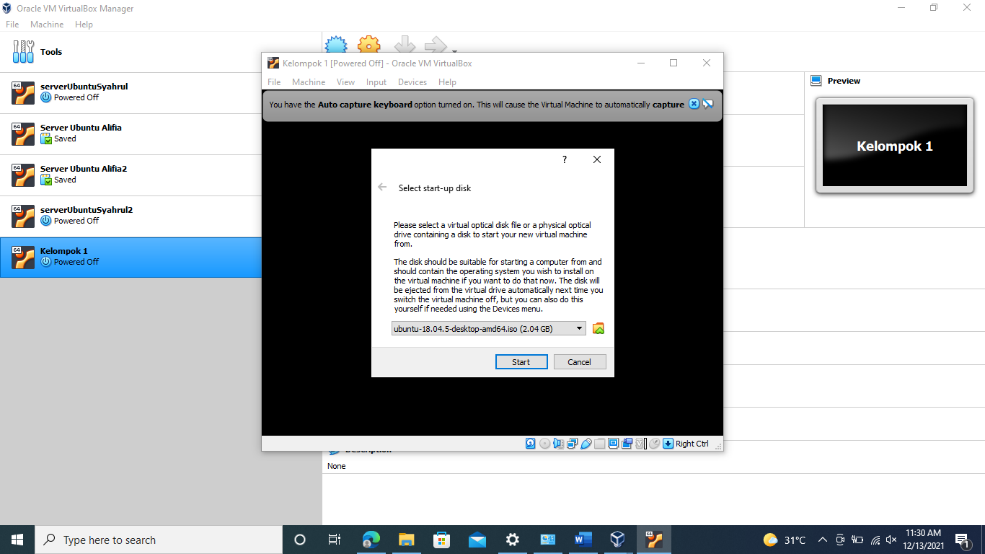 Oracle VM VirtualBox Manager
File Machine Help
Tools
serverUbuntuSyahrul
Powered Off
Server Ubuntu Alifia
Saved
Server Ubuntu Alifia2
Saved
serverUbuntuSyahrul2
Powered Off
Kelompok 1
Powered Off
Kelompok 1 [Powered Off] - Oracle VM VirtualBox
File Machine View Input Devices Help
You have the Auto capture keyboard option turned on. This will cause the Virtual Machine to automatically capture
?
Select start-up disk
Please select a virtual optical disk file or a physical optical
drive containing a disk to start your new virtual machine
from.
The disk should be suitable for starting a computer from and
should contain the operating system you wish to install on
the virtual machine if you want to do that now. The disk will
be ejected from the virtual drive automatically next time you
switch the virtual machine off, but you can also do this
yourself if needed using the Devices menu.
ubuntu-18.04.5-desktop-amd64.iso (2.04 GB)
Start Cancel
Right Ctrl
Preview
Kelompok 1
Description
None
Type here to search
31°C
11:30 AM
12/13/2021
1